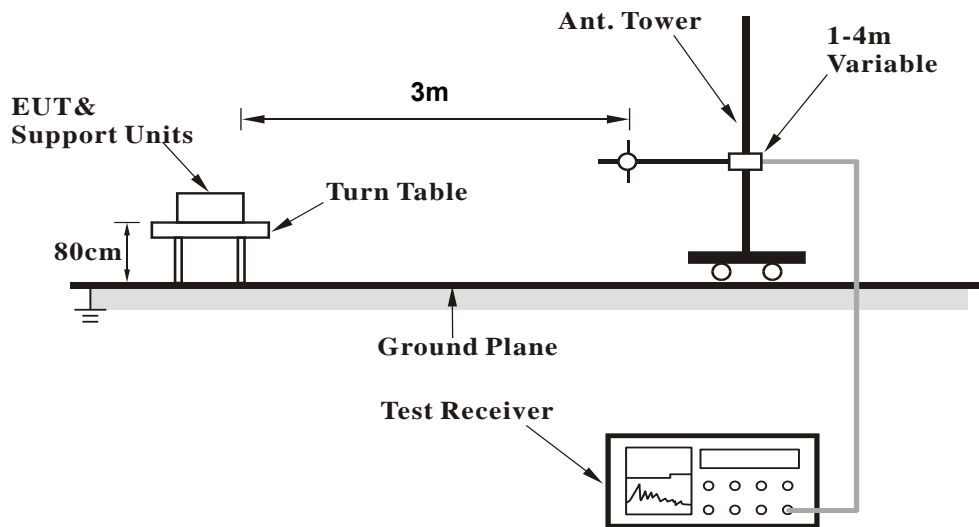 Ant. Tower
1-4m
Variable
3m
EUT&
Support Units
Turn Table
80cm
Ground Plane
Test Receiver